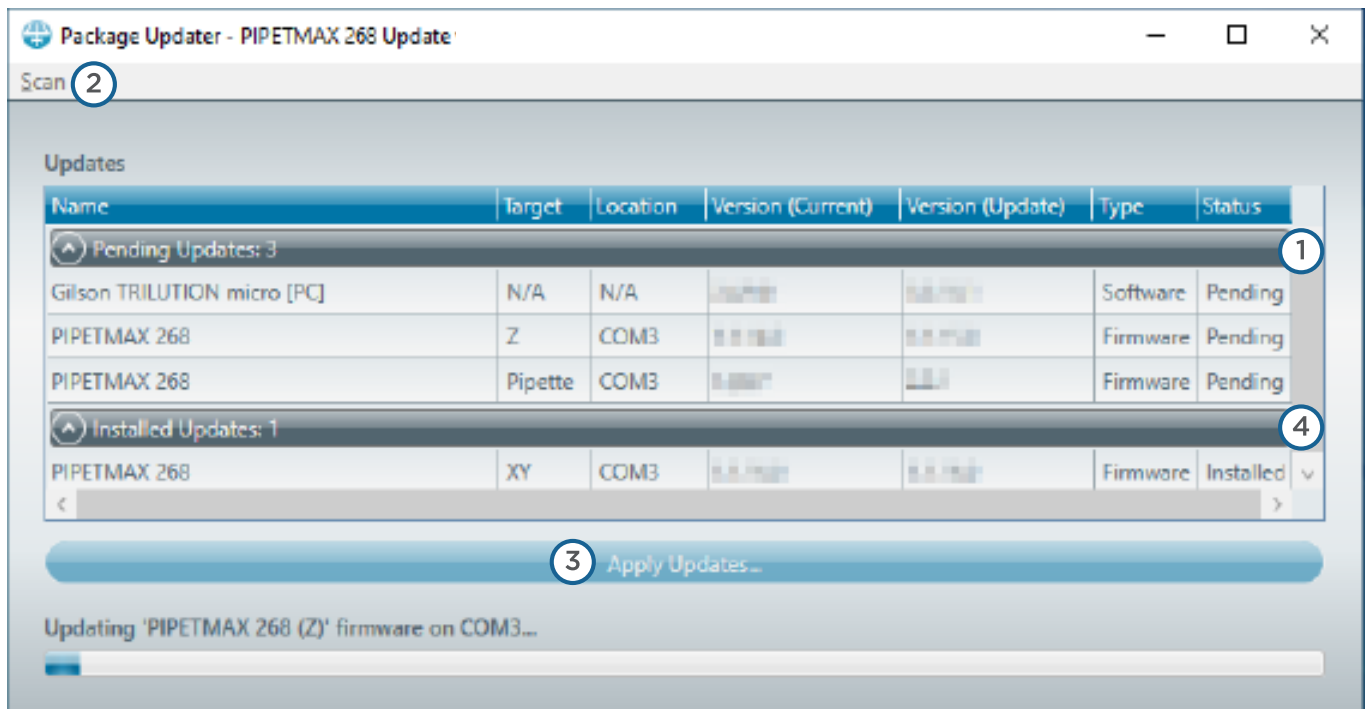 Package Updater - PIPETMAX 268 Update
Scan 2
Updates
Name Target Location Version (Current) Version (Update) Type Status
Pending Updates: 3 1
Gilson TRILUTION micro [PC] N/A N/A Software Pending
PIPETMAX 268 Z COM3 Firmware Pending
PIPETMAX 268 Pipette COM3 Firmware Pending
Installed Updates: 1 4
PIPETMAX 268 XY COM3 Firmware Installed
3 Apply Updates...
Updating 'PIPETMAX 268 (Z)' firmware on COM3...